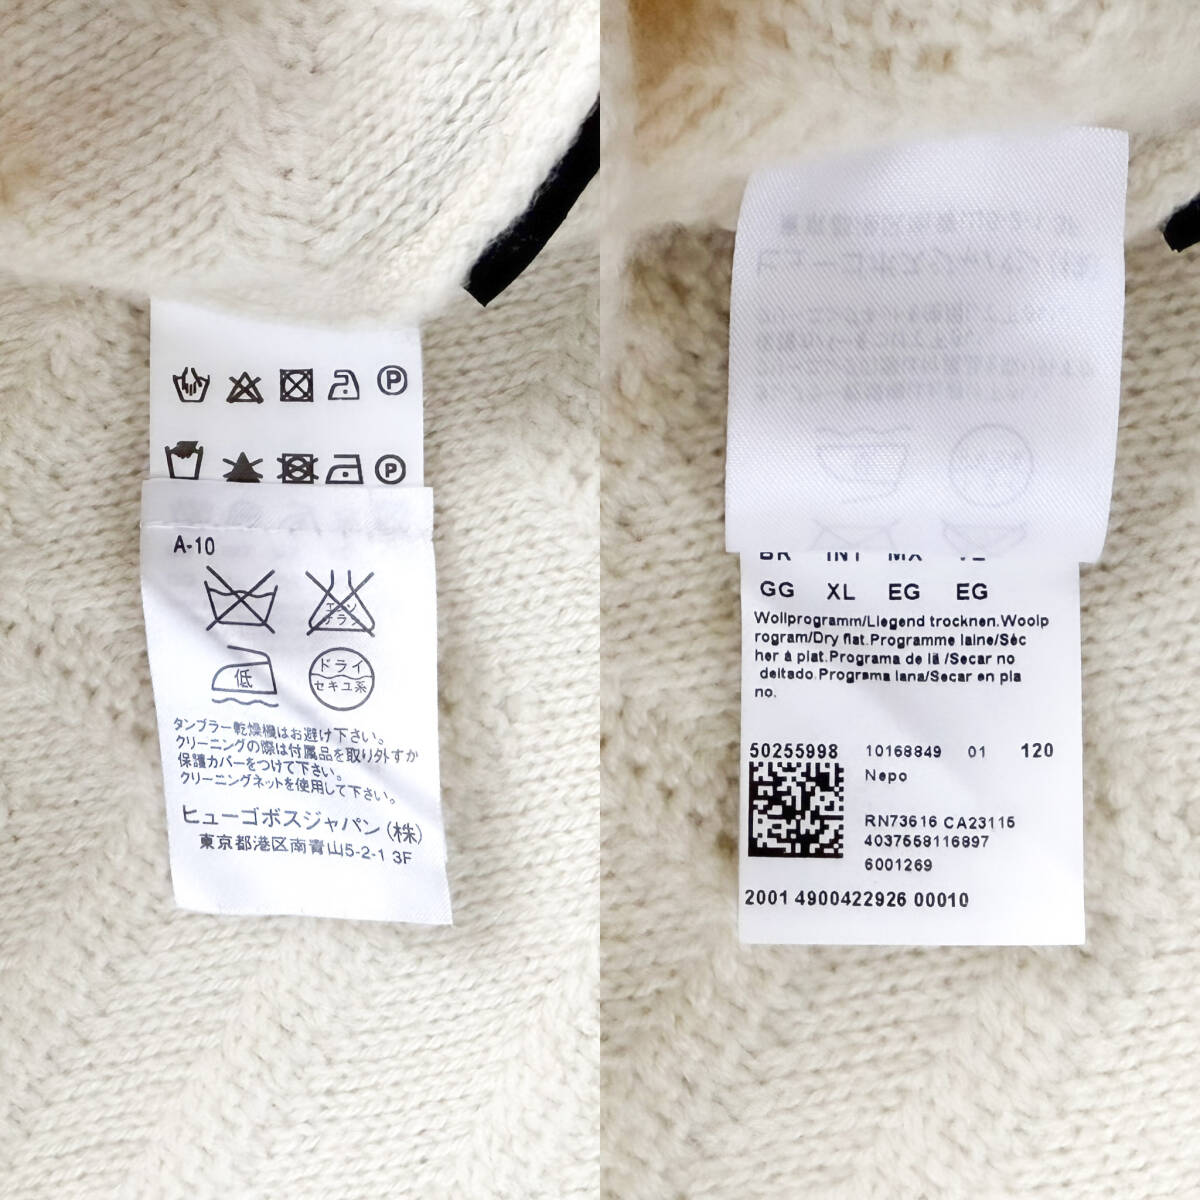 P
P
A-10
エンソ
サラシ
低
ドライ
セキユ系
タンブラー乾燥機はお避け下さい。
クリーニングの際は付属品を取り外すか
保護カバーをつけて下さい。
クリーニングネットを使用して下さい。
ヒューゴボスジャパン(株)
東京都港区南青山5-2-1 3F
BR INT MX
GG XL EG EG
Wollprogramm/Liegend trocknen.Woolp
rogram/Dry flat.Programme laine/Séc
her à plat.Programa de lã /Secar no
deitado.Programa lana/Secar en pla
no.
50255998 10168849 01 120
Nepo
RN73616 CA23115
4037558116897
6001269
2001 4900422926 00010